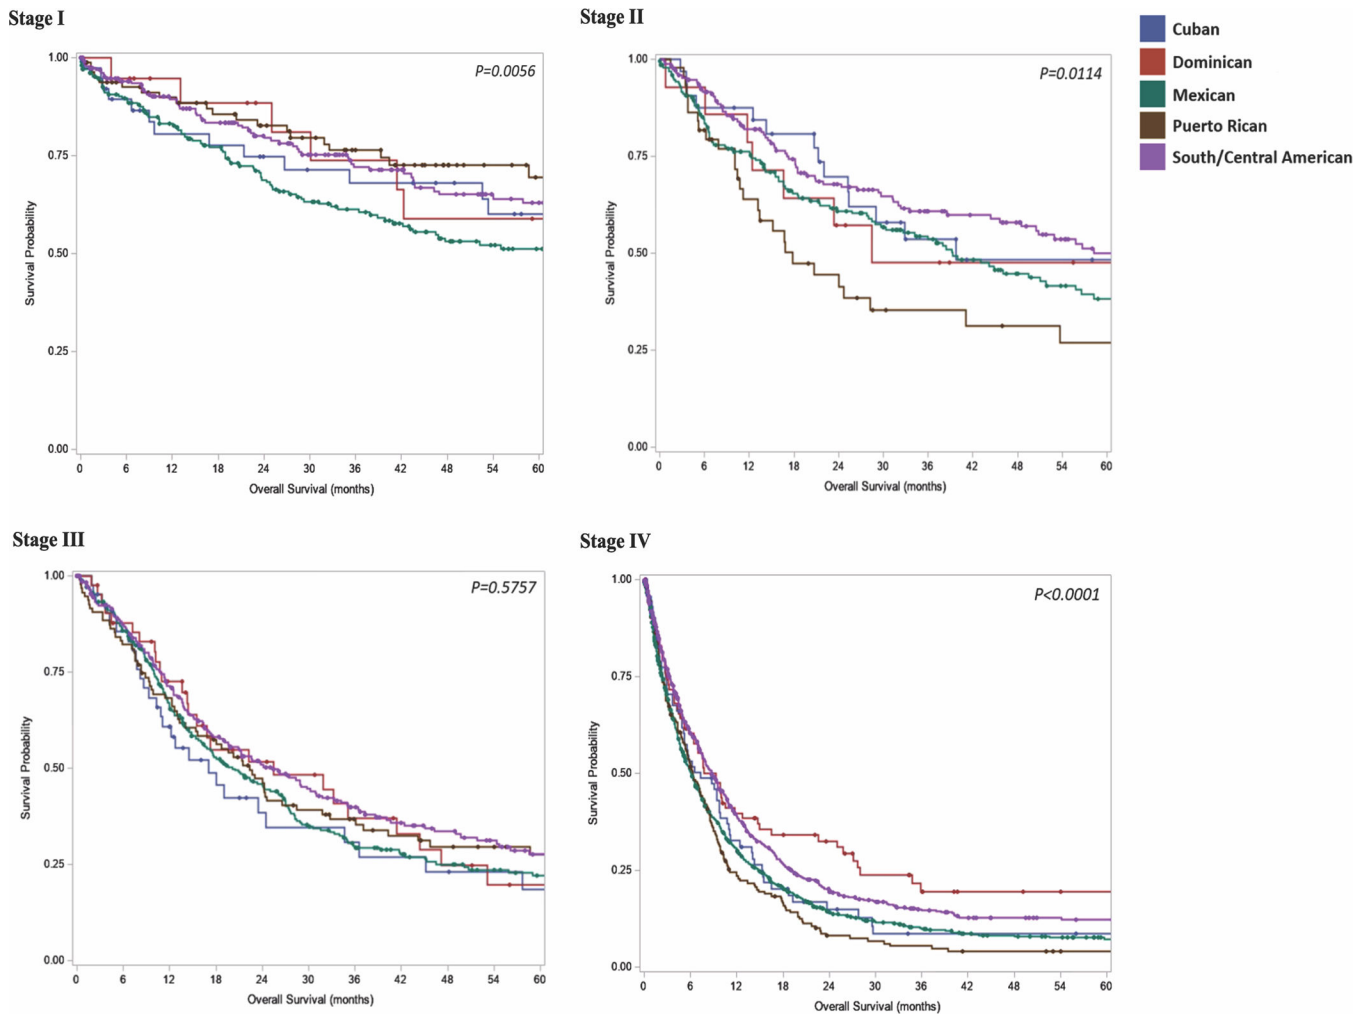 Stage I
P=0.0056
1.00
0.75
0.50
0.25
0.00
Survival Probability
0 6 12 18 24 30 36 42 48 54 60
Overall Survival (months)
Stage II
P=0.0114
1.00
0.75
0.50
0.25
0.00
Survival Probability
0 6 12 18 24 30 36 42 48 54 60
Overall Survival (months)
Cuban
Dominican
Mexican
Puerto Rican
South/Central American
Stage III
P=0.5757
1.00
0.75
0.50
0.25
0.00
Survival Probability
0 6 12 18 24 30 36 42 48 54 60
Overall Survival (months)
Stage IV
P<0.0001
1.00
0.75
0.50
0.25
0.00
Survival Probability
0 6 12 18 24 30 36 42 48 54 60
Overall Survival (months)